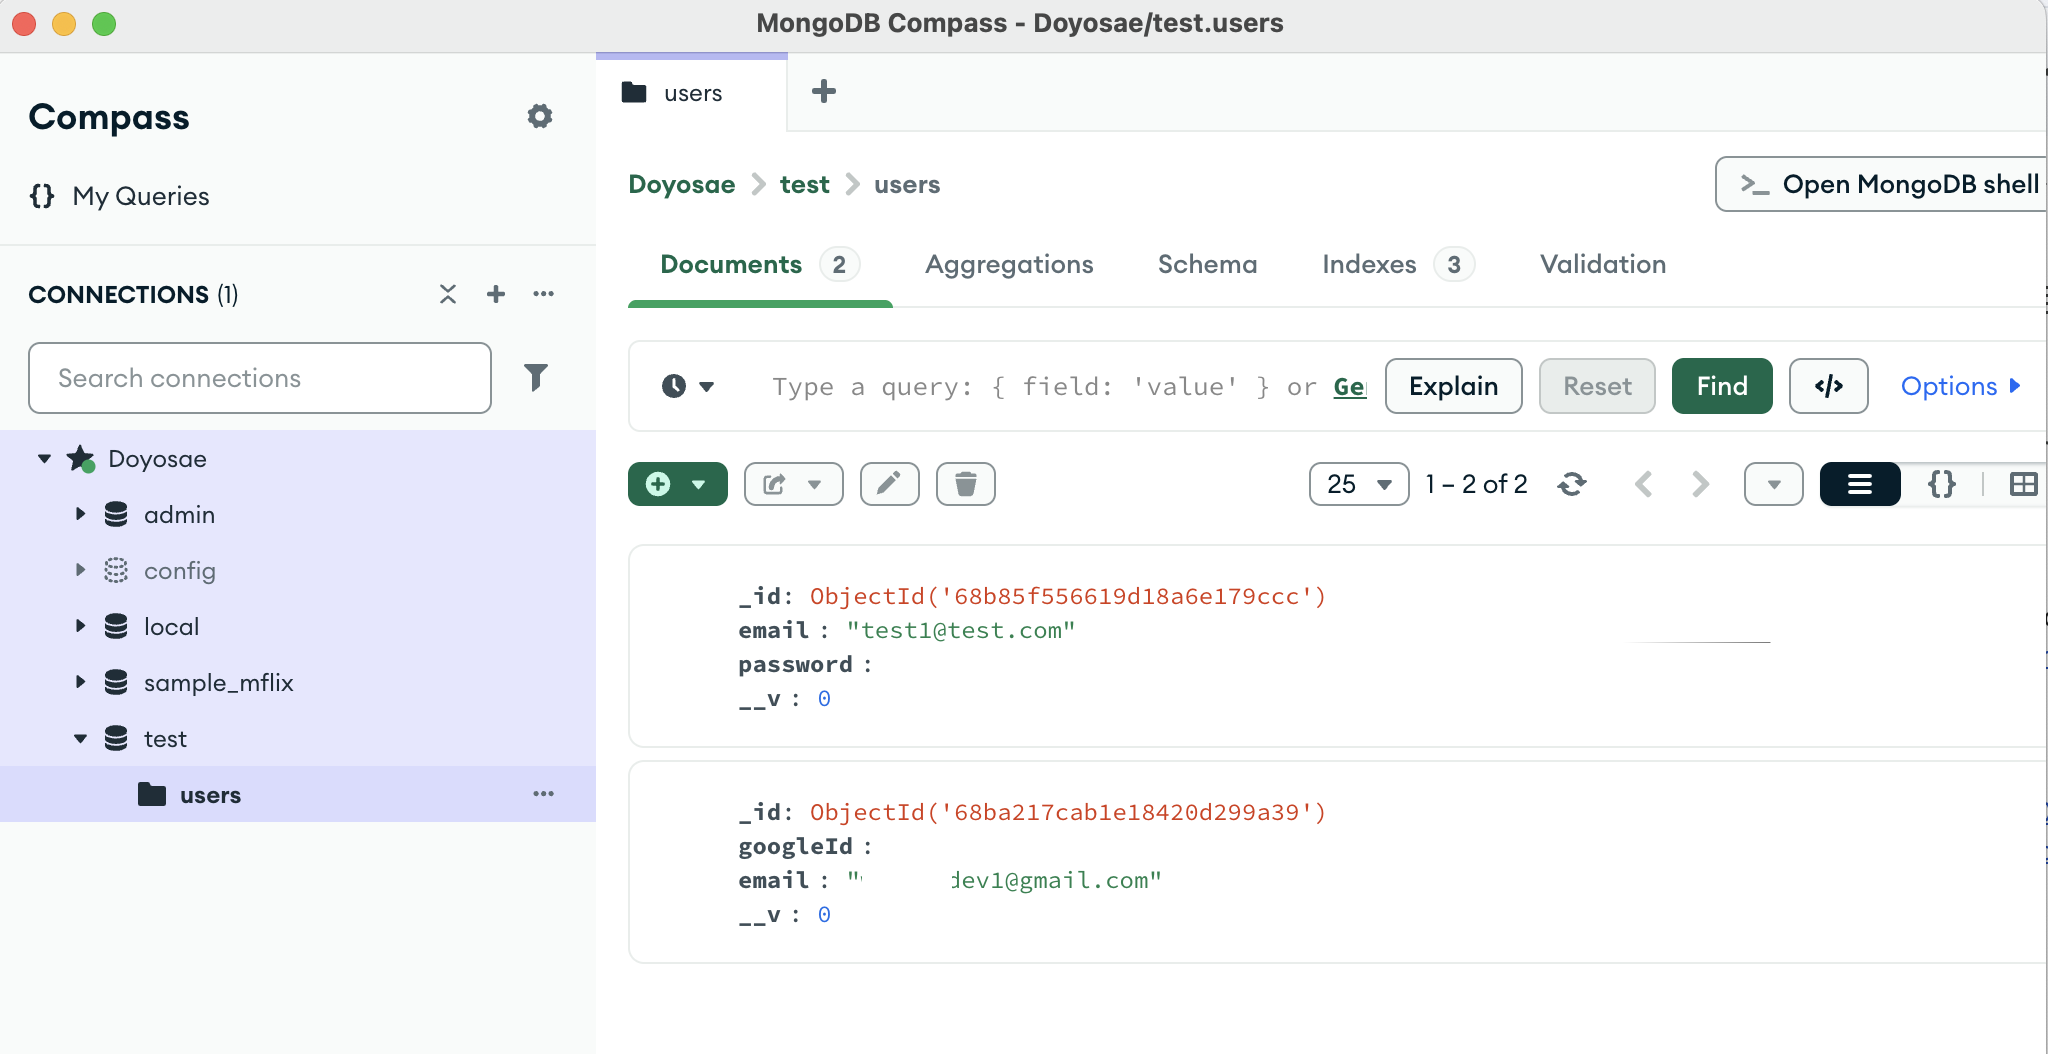 MongoDB Compass - Doyosae/test.users
Compass
{} My Queries
CONNECTIONS (1)
Search connections
Doyosae
admin
config
local
sample_mflix
test
users
users
Doyosae > test > users
>_ Open MongoDB shell
Documents 2
Aggregations
Schema
Indexes 3
Validation
Type a query: { field: 'value' } or Ge
Explain
Reset
Find
</>
Options
25
1 – 2 of 2
{}
_id: ObjectId('68b85f556619d18a6e179ccc')
email : "test1@test.com"
password :
__v : 0
_id: ObjectId('68ba217cab1e18420d299a39')
googleId :
email : " dev1@gmail.com"
__v : 0